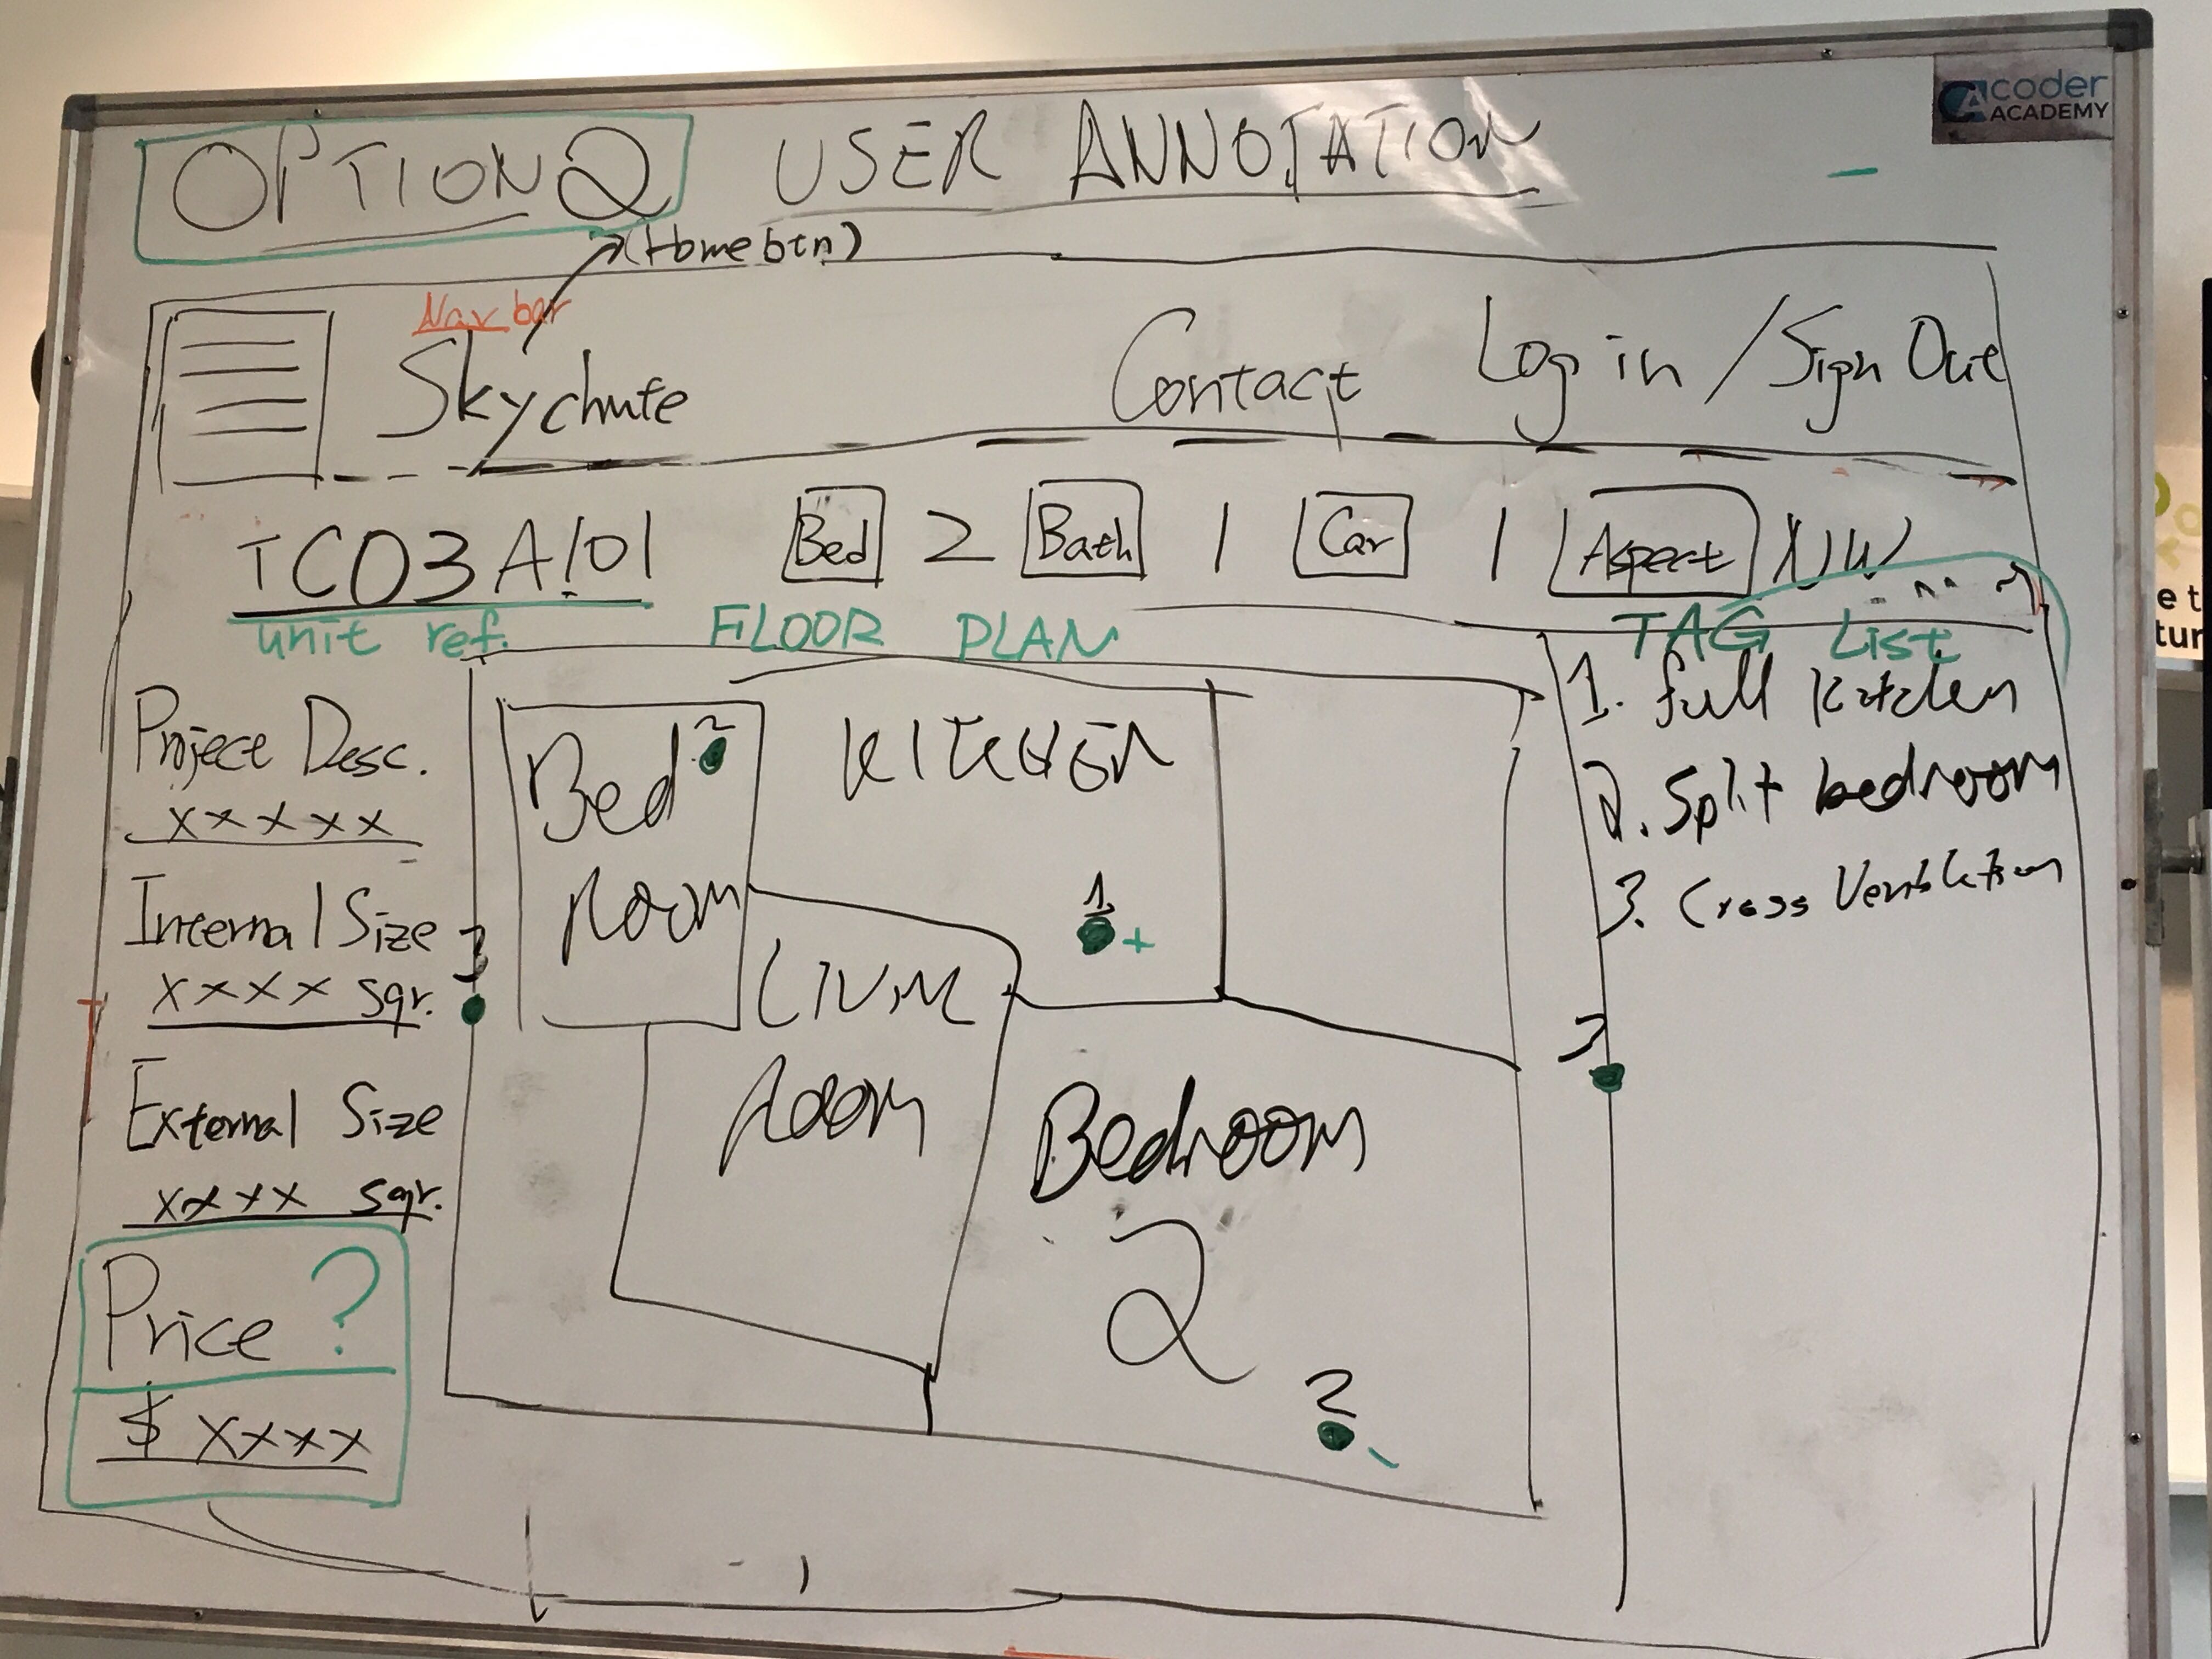 coder
ACADEMY
OPTION 2 USER ANNOTATION
(Home btn)
Nav bar
Skychute Contact Log in / Sign Out
TC03A101 Bed 2 Bath 1 Car 1 Aspect NW
unit ref. FLOOR PLAN TAG List
1. full kitchen
2. Split bedroom
3. Cross Ventilation
Project Desc.
xxxxx
Internal Size
xxxx sqr.
External Size
xxxx sqr.
Price ?
$ xxxx
Bed 2
Room
KITCHEN
1
+
3
LIVIN
Room
3
Bedroom
2
2